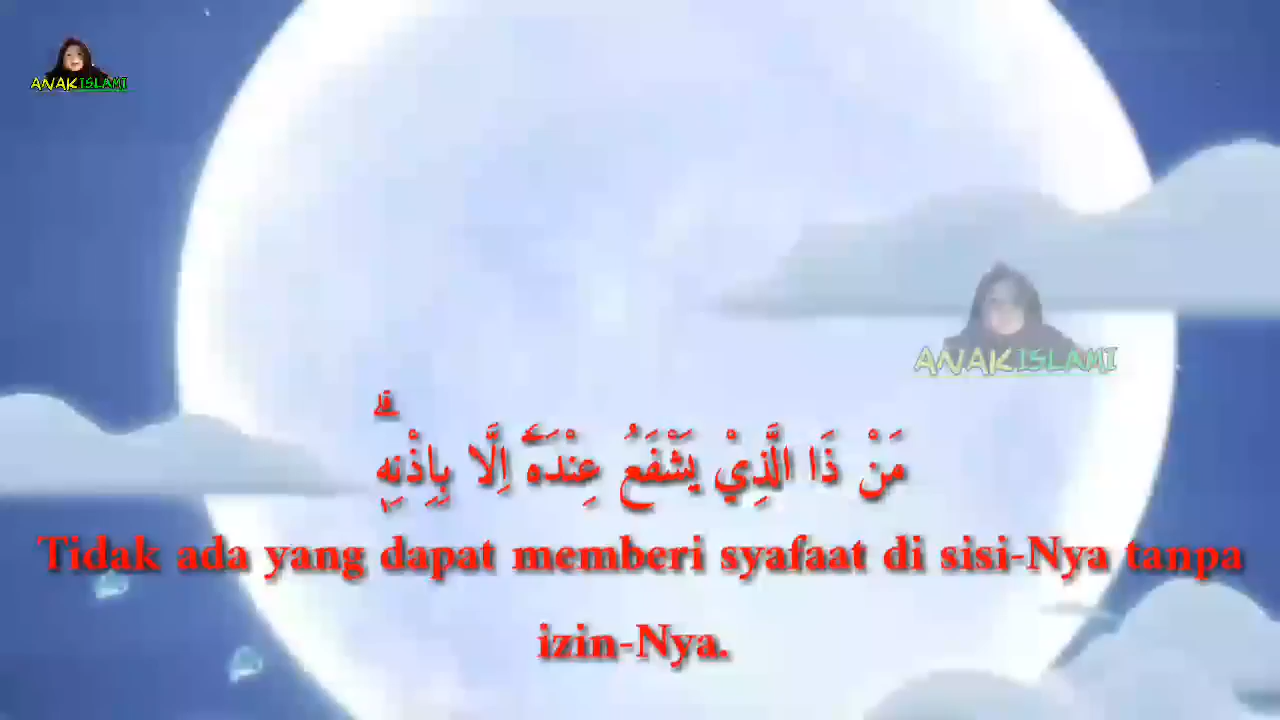 ANAKISLAMI
ANAKISLAMI
مَنْ ذَا الَّذِيْ يَشْفَعُ عِنْدَهٗٓ اِلَّا بِاِذْنِهٖۗ
Tidak ada yang dapat memberi syafaat di sisi-Nya tanpa
izin-Nya.